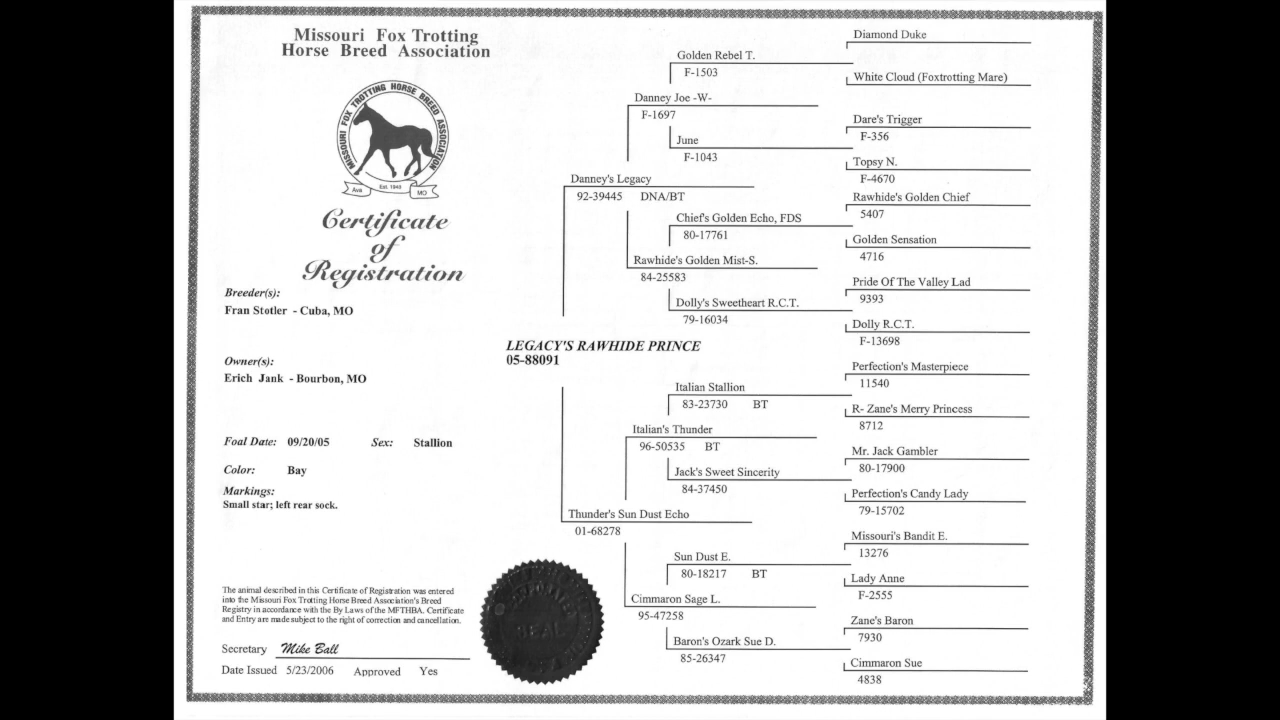 Missouri Fox Trotting
Horse Breed Association
MISSOURI FOX TROTTING HORSE BREED ASSOCIATION
Ava Est. 1948 MO
Certificate
of
Registration
Breeder(s):
Fran Stotler - Cuba, MO
Owner(s):
Erich Jank - Bourbon, MO
Foal Date: 09/20/05 Sex: Stallion
Color: Bay
Markings:
Small star; left rear sock.
The animal described in this Certificate of Registration was entered
into the Missouri Fox Trotting Horse Breed Association's Breed
Registry in accordance with the By Laws of the MFTHBA. Certificate
and Entry are made subject to the right of correction and cancellation.
Secretary Mike Ball
Date Issued 5/23/2006 Approved Yes
SEAL
LEGACY'S RAWHIDE PRINCE
05-88091
Danney's Legacy
92-39445 DNA/BT
Thunder's Sun Dust Echo
01-68278
Danney Joe -W-
F-1697
Rawhide's Golden Mist-S.
84-25583
Italian's Thunder
96-50535 BT
Cimmaron Sage L.
95-47258
Golden Rebel T.
F-1503
June
F-1043
Chief's Golden Echo, FDS
80-17761
Dolly's Sweetheart R.C.T.
79-16034
Italian Stallion
83-23730 BT
Jack's Sweet Sincerity
84-37450
Sun Dust E.
80-18217 BT
Baron's Ozark Sue D.
85-26347
Diamond Duke
White Cloud (Foxtrotting Mare)
Dare's Trigger
F-356
Topsy N.
F-4670
Rawhide's Golden Chief
5407
Golden Sensation
4716
Pride Of The Valley Lad
9393
Dolly R.C.T.
F-13698
Perfection's Masterpiece
11540
R- Zane's Merry Princess
8712
Mr. Jack Gambler
80-17900
Perfection's Candy Lady
79-15702
Missouri's Bandit E.
13276
Lady Anne
F-2555
Zane's Baron
7930
Cimmaron Sue
4838